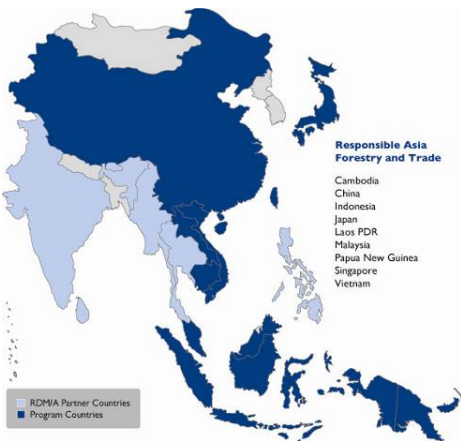 Responsible Asia
Forestry and Trade
Cambodia
China
Indonesia
Japan
Laos PDR
Malaysia
Papua New Guinea
Singapore
Vietnam
RDM/A Partner Countries
Program Countries